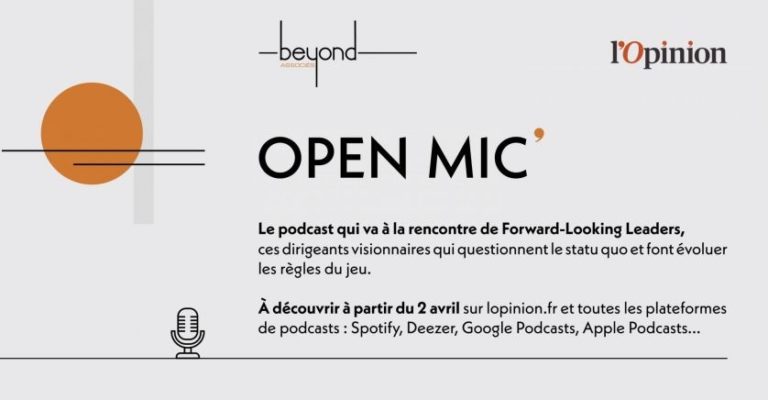 beyond
ASSOCIÉS
l'Opinion
OPEN MIC'
Le podcast qui va à la rencontre de Forward-Looking Leaders,
ces dirigeants visionnaires qui questionnent le statu quo et font évoluer
les règles du jeu.
À découvrir à partir du 2 avril sur lopinion.fr et toutes les plateformes
de podcasts : Spotify, Deezer, Google Podcasts, Apple Podcasts...